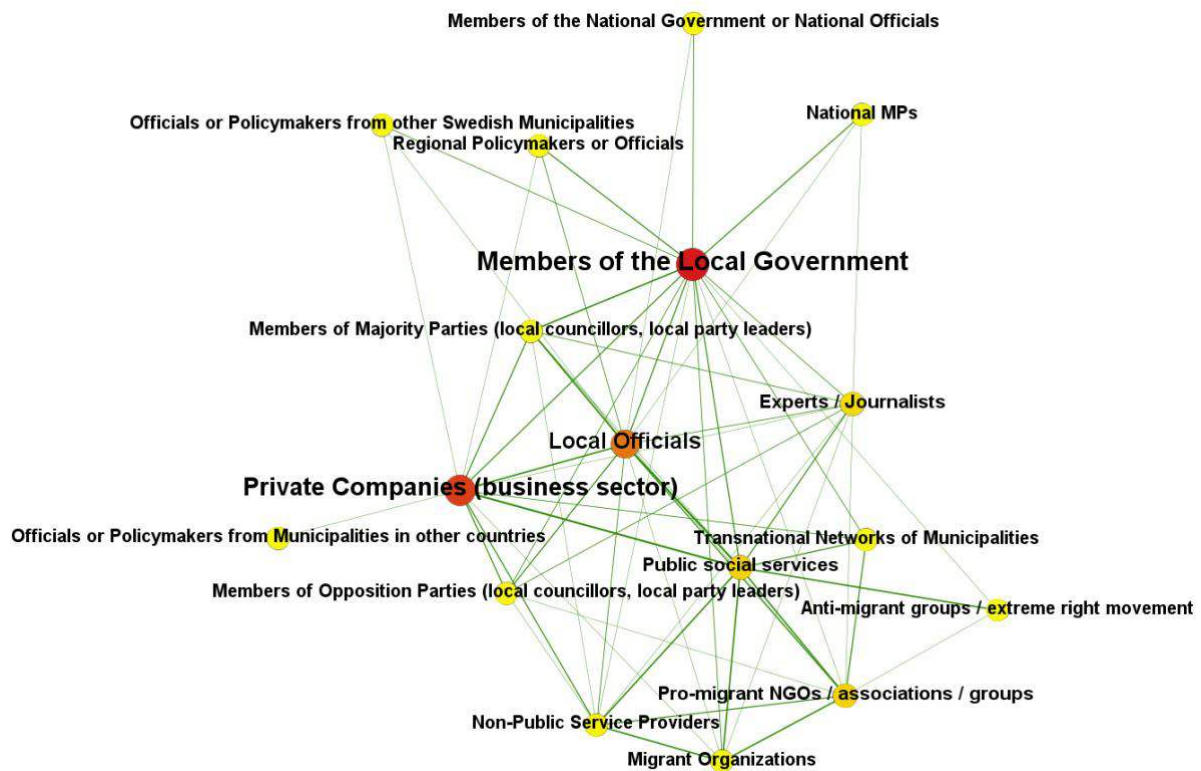 Members of the National Government or National Officials
National MPs
Officials or Policymakers from other Swedish Municipalities
Regional Policymakers or Officials
Members of the Local Government
Members of Majority Parties (local councillors, local party leaders)
Experts / Journalists
Local Officials
Private Companies (business sector)
Officials or Policymakers from Municipalities in other countries
Transnational Networks of Municipalities
Public social services
Members of Opposition Parties (local councillors, local party leaders)
Anti-migrant groups / extreme right movement
Pro-migrant NGOs / associations / groups
Non-Public Service Providers
Migrant Organizations